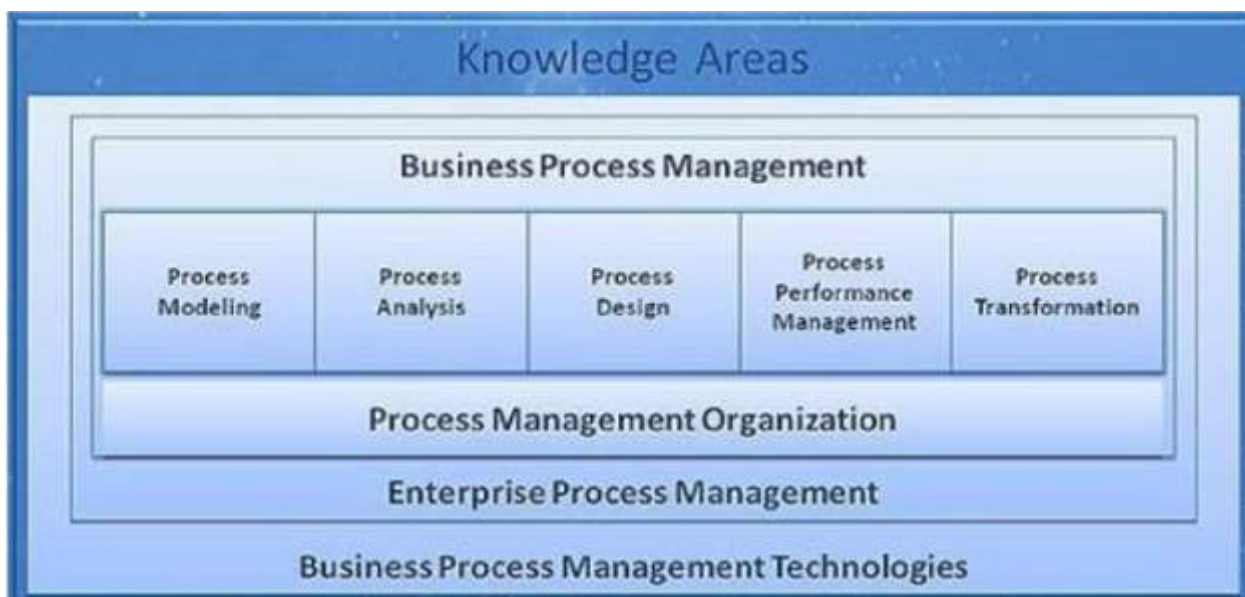 Knowledge Areas
Business Process Management
Process
Modeling
Process
Analysis
Process
Design
Process
Performance
Management
Process
Transformation
Process Management Organization
Enterprise Process Management
Business Process Management Technologies